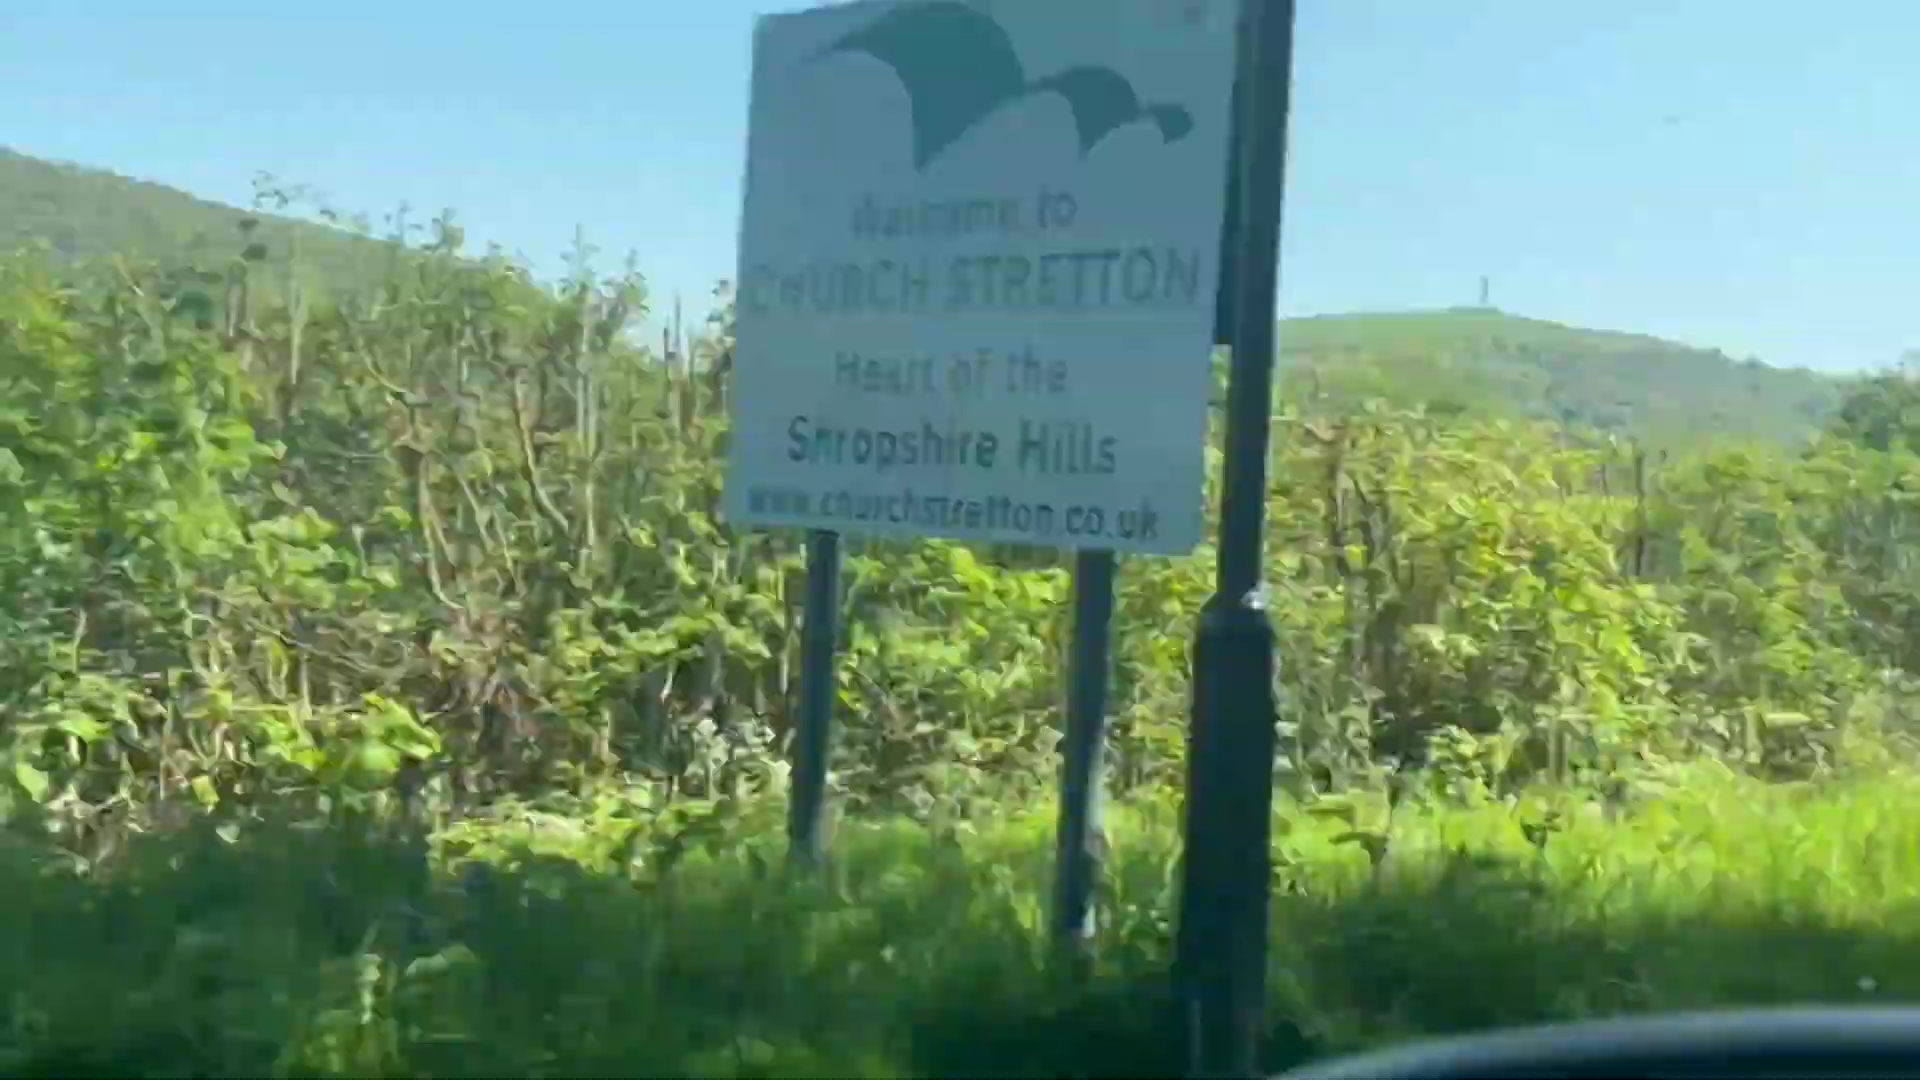 Welcome to
CHURCH STRETTON
Heart of the
Shropshire Hills
www.churchstretton.co.uk